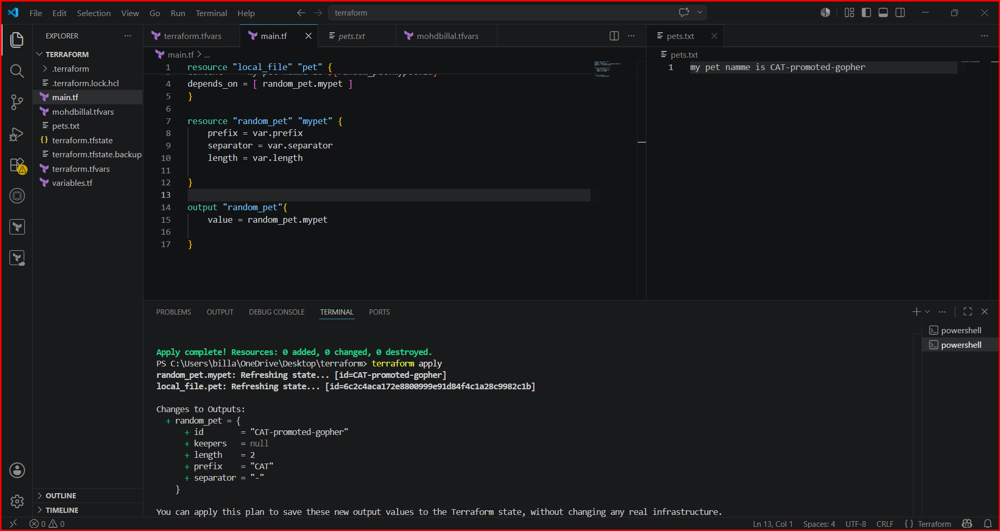 File Edit Selection View Go Run Terminal Help
terraform
EXPLORER
TERRAFORM
.terraform
.terraform.lock.hcl
main.tf
mohdbillal.tfvars
pets.txt
terraform.tfstate
terraform.tfstate.backup
terraform.tfvars
variables.tf
OUTLINE
TIMELINE
terraform.tfvars main.tf pets.txt mohdbillal.tfvars
main.tf > ...
1 resource "local_file" "pet" {
4 depends_on = [ random_pet.mypet ]
5 }
6
7 resource "random_pet" "mypet" {
8 prefix = var.prefix
9 separator = var.separator
10 length = var.length
11
12 }
13
14 output "random_pet"{
15 value = random_pet.mypet
16
17 }
pets.txt
pets.txt
1 my pet namme is CAT-promoted-gopher
PROBLEMS OUTPUT DEBUG CONSOLE TERMINAL PORTS
powershell
powershell
Apply complete! Resources: 0 added, 0 changed, 0 destroyed.
PS C:\Users\billa\OneDrive\Desktop\terraform> terraform apply
random_pet.mypet: Refreshing state... [id=CAT-promoted-gopher]
local_file.pet: Refreshing state... [id=6c2c4aca172e8800999e91d84f4c1a28c9982c1b]
Changes to Outputs:
+ random_pet = {
+ id = "CAT-promoted-gopher"
+ keepers = null
+ length = 2
+ prefix = "CAT"
+ separator = "-"
}
You can apply this plan to save these new output values to the Terraform state, without changing any real infrastructure.
0 0
Ln 13, Col 1 Spaces: 4 UTF-8 CRLF {} Terraform